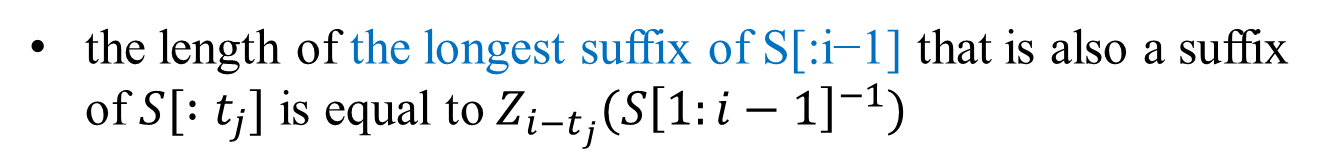 • the length of the longest suffix of S[:i−1] that is also a suffix
of S[: t_j] is equal to Z_{i−t_j}(S[1: i − 1]^{−1})